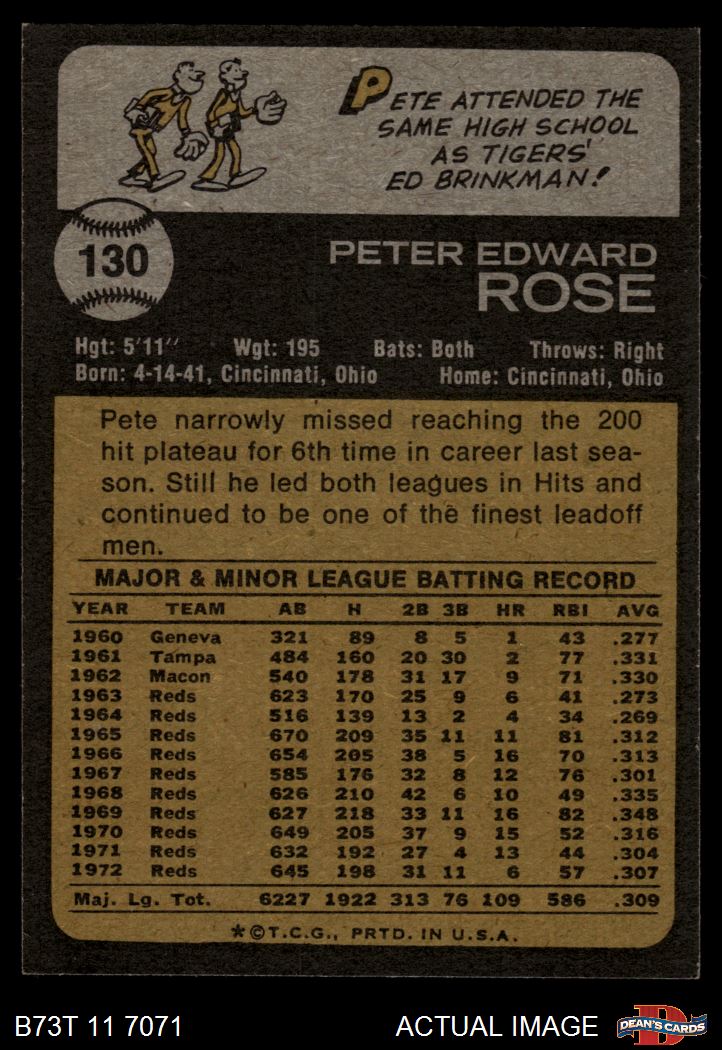 PETE ATTENDED THE
SAME HIGH SCHOOL
AS TIGERS'
ED BRINKMAN!
130
PETER EDWARD
ROSE
Hgt: 5'11" Wgt: 195 Bats: Both Throws: Right
Born: 4-14-41, Cincinnati, Ohio Home: Cincinnati, Ohio
Pete narrowly missed reaching the 200
hit plateau for 6th time in career last sea-
son. Still he led both leagues in Hits and
continued to be one of the finest leadoff
men.
MAJOR & MINOR LEAGUE BATTING RECORD
YEAR TEAM AB H 2B 3B HR RBI AVG
1960 Geneva 321 89 8 5 1 43 .277
1961 Tampa 484 160 20 30 2 77 .331
1962 Macon 540 178 31 17 9 71 .330
1963 Reds 623 170 25 9 6 41 .273
1964 Reds 516 139 13 2 4 34 .269
1965 Reds 670 209 35 11 11 81 .312
1966 Reds 654 205 38 5 16 70 .313
1967 Reds 585 176 32 8 12 76 .301
1968 Reds 626 210 42 6 10 49 .335
1969 Reds 627 218 33 11 16 82 .348
1970 Reds 649 205 37 9 15 52 .316
1971 Reds 632 192 27 4 13 44 .304
1972 Reds 645 198 31 11 6 57 .307
Maj. Lg. Tot. 6227 1922 313 76 109 586 .309
*©T.C.G., PRTD. IN U.S.A.
B73T 11 7071 ACTUAL IMAGE
D
DEAN'S CARDS